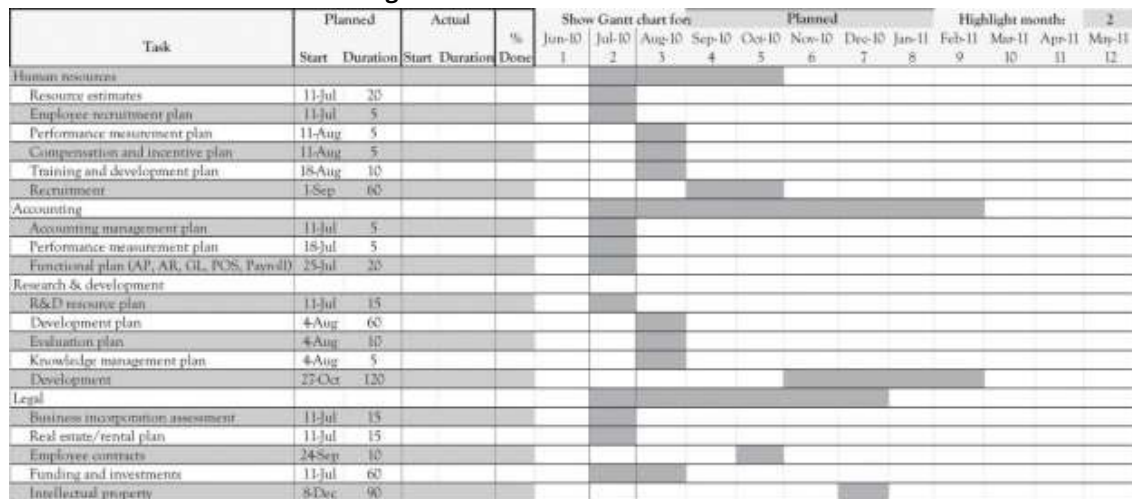 Planned Actual Show Gantt chart for: Planned Highlight month: 2
Task % Jun-10 Jul-10 Aug-10 Sep-10 Oct-10 Nov-10 Dec-10 Jan-11 Feb-11 Mar-11 Apr-11 May-11
Start Duration Start Duration Done 1 2 3 4 5 6 7 8 9 10 11 12
Human resources
Resource estimates 11-Jul 20
Employee recruitment plan 11-Jul 5
Performance mesurement plan 11-Aug 5
Compensation and incentive plan 11-Aug 5
Training and development plan 18-Aug 10
Recruitment 1-Sep 60
Accounting
Accounting management plan 11-Jul 5
Performance measurement plan 18-Jul 5
Functional plan (AP, AR, GL, POS, Payroll) 25-Jul 20
Research & development
R&D resource plan 11-Jul 15
Development plan 4-Aug 60
Evaluation plan 4-Aug 10
Knowledge management plan 4-Aug 5
Development 27-Oct 120
Legal
Business incorporation assessment 11-Jul 15
Real estate/rental plan 11-Jul 15
Employee contracts 24-Sep 10
Funding and investments 11-Jul 60
Intellectual property 8-Dec 90